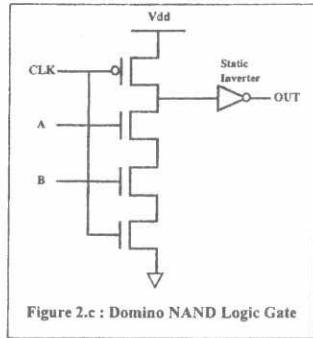 Vdd
Static
Inverter
CLK
OUT
A
B
Figure 2.c : Domino NAND Logic Gate